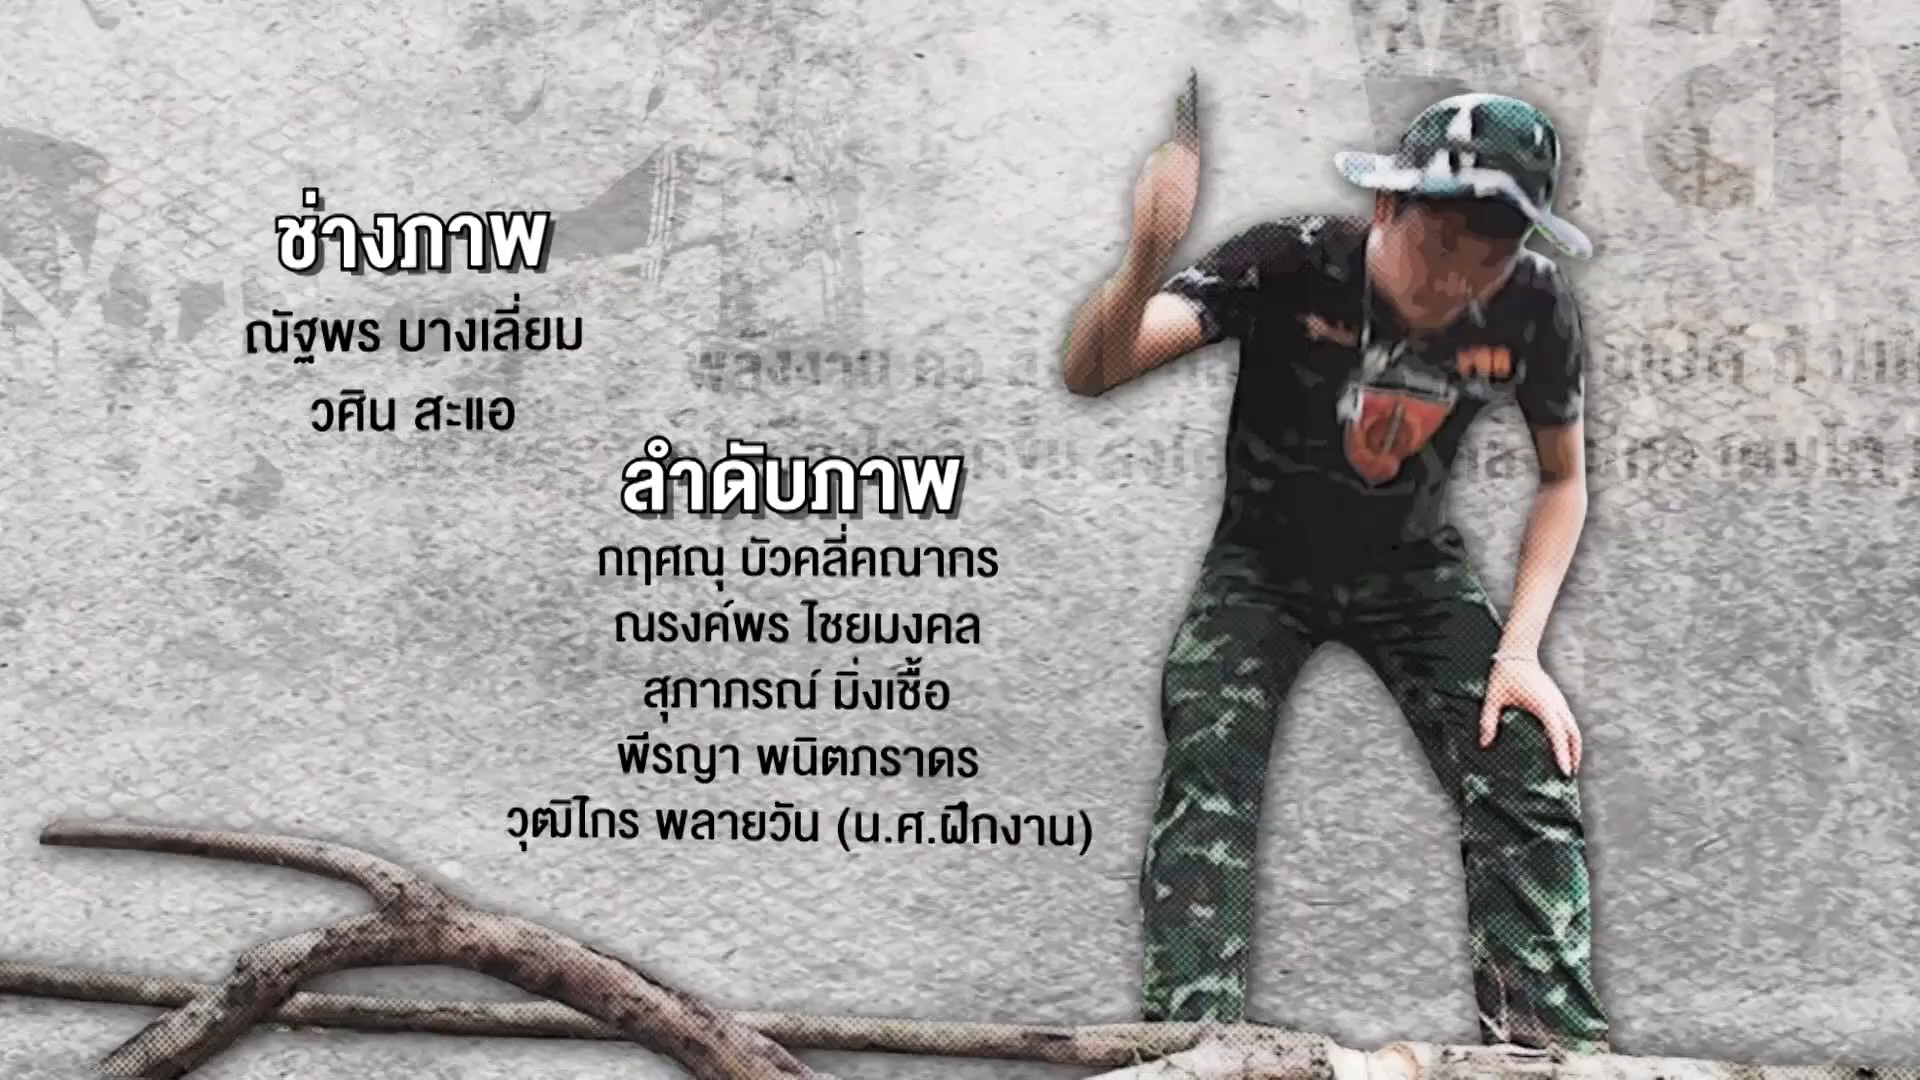 ช่างภาพ
ณัฐพร บางเลี่ยม
วศิน สะแอ
ลำดับภาพ
กฤศณุ บัวคลี่คณากร
ณรงค์พร ไชยมงคล
สุภาภรณ์ มิ่งเชื้อ
พีรญา พนิตภราดร
วุฒิไกร พลายวัน (น.ศ.ฝึกงาน)